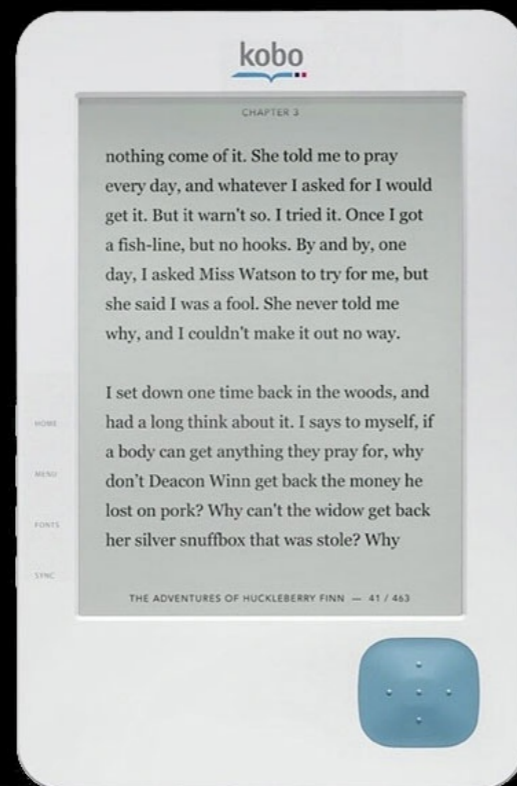 kobo
CHAPTER 3
nothing come of it. She told me to pray
every day, and whatever I asked for I would
get it. But it warn't so. I tried it. Once I got
a fish-line, but no hooks. By and by, one
day, I asked Miss Watson to try for me, but
she said I was a fool. She never told me
why, and I couldn't make it out no way.
I set down one time back in the woods, and
had a long think about it. I says to myself, if
a body can get anything they pray for, why
don't Deacon Winn get back the money he
lost on pork? Why can't the widow get back
her silver snuffbox that was stole? Why
THE ADVENTURES OF HUCKLEBERRY FINN — 41 / 463
HOME
MENU
FONTS
SYNC